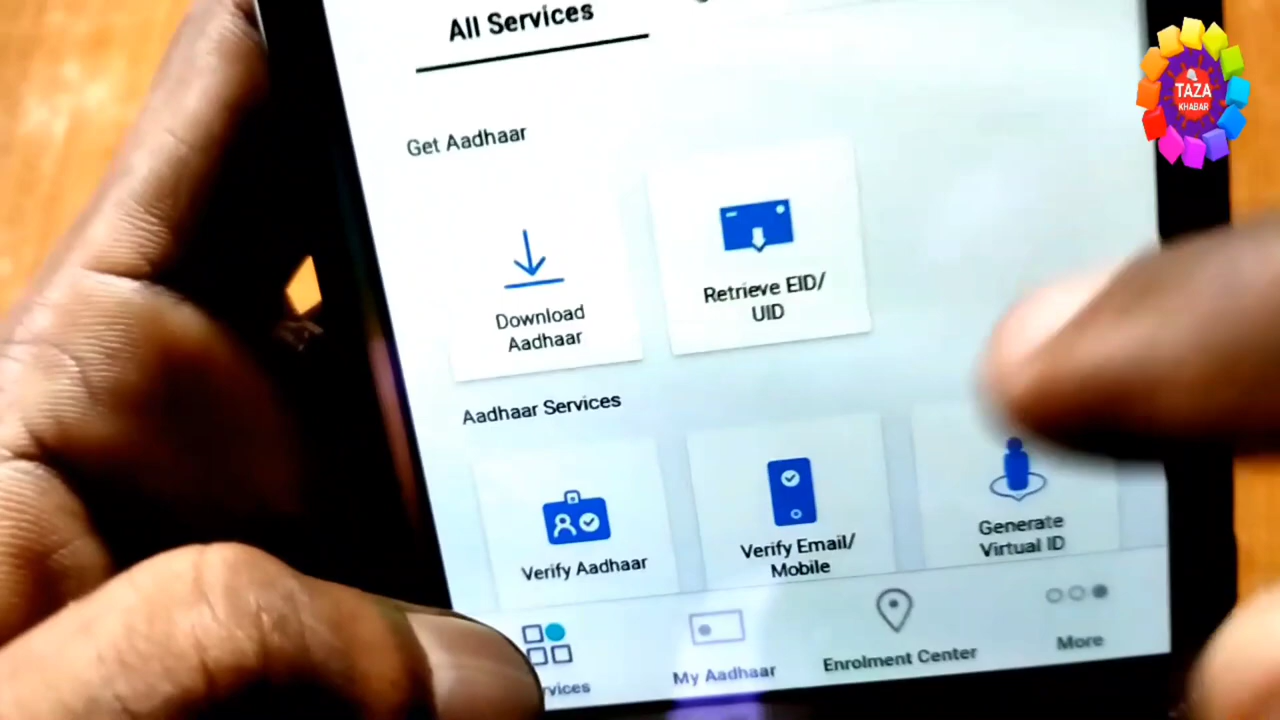 All Services
TAZA
KHABAR
Get Aadhaar
Download
Aadhaar
Retrieve EID/
UID
Aadhaar Services
Verify Aadhaar
Verify Email/
Mobile
Generate
Virtual ID
My Aadhaar
Enrolment Center
More